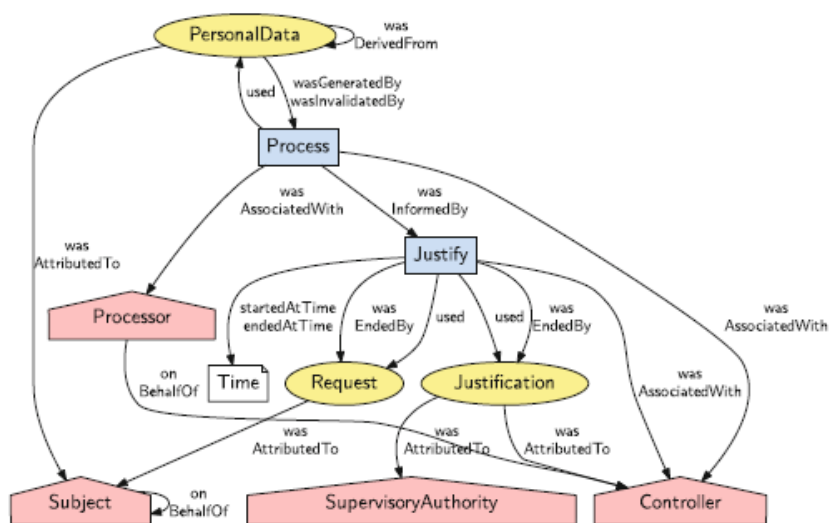 PersonalData
was
DerivedFrom
used
wasGeneratedBy
wasInvalidatedBy
Process
was
AssociatedWith
was
InformedBy
was
AttributedTo
Justify
Processor
startedAtTime
endedAtTime
was
EndedBy
used
used
was
EndedBy
was
AssociatedWith
on
BehalfOf
Time
Request
Justification
was
AssociatedWith
was
AttributedTo
was
AttributedTo
was
AttributedTo
Subject
on
BehalfOf
SupervisoryAuthority
Controller